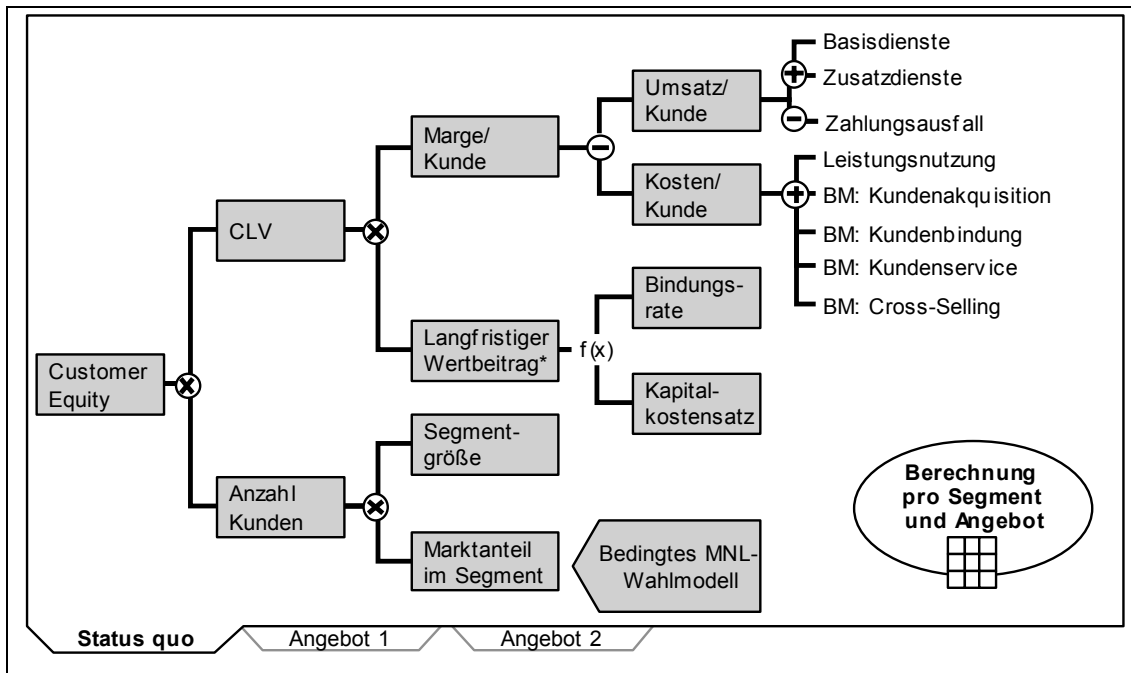 Basisdienste
Zusatzdienste
Zahlungsausfall
Umsatz/
Kunde
Marge/
Kunde
Kosten/
Kunde
Leistungsnutzung
BM: Kundenakquisition
BM: Kundenbindung
BM: Kundenservice
BM: Cross-Selling
CLV
Bindungs-
rate
Langfristiger
Wertbeitrag*
f(x)
Kapital-
kostensatz
Customer
Equity
Segment-
größe
Anzahl
Kunden
Marktanteil
im Segment
Bedingtes MNL-
Wahlmodell
Berechnung
pro Segment
und Angebot
Status quo
Angebot 1
Angebot 2